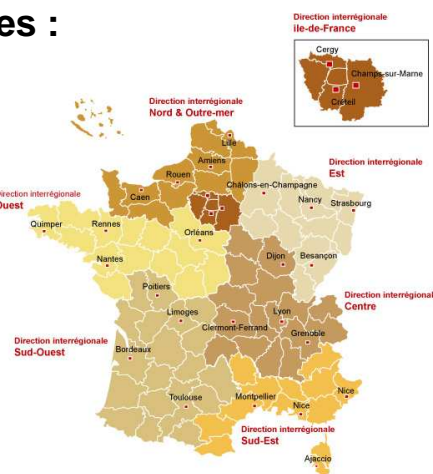 es :
Direction interrégionale
ile-de-France
Cergy
Champs-sur-Marne
Créteil
Direction interrégionale
Nord & Outre-mer
Lille
Amiens
Rouen
Caen
Direction interrégionale
Est
Châlons-en-Champagne
Nancy
Strasbourg
Direction interrégionale
Ouest
Quimper
Rennes
Orléans
Nantes
Dijon
Besançon
Poitiers
Direction interrégionale
Centre
Limoges
Lyon
Clermont-Ferrand
Grenoble
Direction interrégionale
Sud-Ouest
Bordeaux
Toulouse
Montpellier
Nice
Nice
Direction interrégionale
Sud-Est
Ajaccio